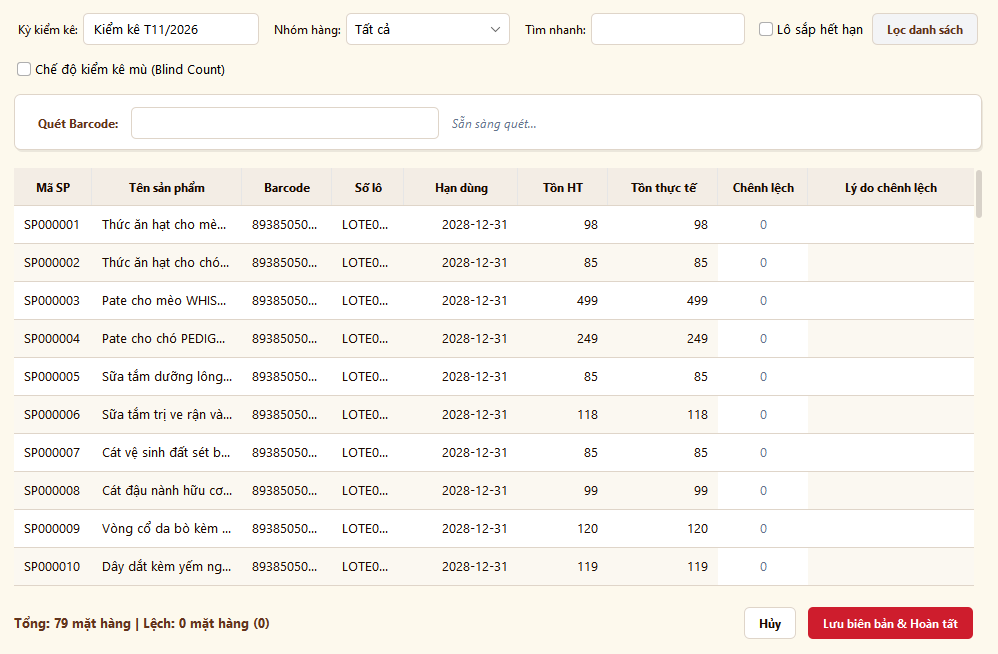 Kỳ kiểm kê: Kiểm kê T11/2026 Nhóm hàng: Tất cả Tìm nhanh: Lô sắp hết hạn Lọc danh sách
Chế độ kiểm kê mù (Blind Count)
Quét Barcode: Sẵn sàng quét...
Mã SP Tên sản phẩm Barcode Số lô Hạn dùng Tồn HT Tồn thực tế Chênh lệch Lý do chênh lệch
SP000001 Thức ăn hạt cho mè... 89385050... LOTE0... 2028-12-31 98 98 0
SP000002 Thức ăn hạt cho chó... 89385050... LOTE0... 2028-12-31 85 85 0
SP000003 Pate cho mèo WHIS... 89385050... LOTE0... 2028-12-31 499 499 0
SP000004 Pate cho chó PEDIG... 89385050... LOTE0... 2028-12-31 249 249 0
SP000005 Sữa tắm dưỡng lông... 89385050... LOTE0... 2028-12-31 85 85 0
SP000006 Sữa tắm trị ve rận và... 89385050... LOTE0... 2028-12-31 118 118 0
SP000007 Cát vệ sinh đất sét b... 89385050... LOTE0... 2028-12-31 85 85 0
SP000008 Cát đậu nành hữu cơ... 89385050... LOTE0... 2028-12-31 99 99 0
SP000009 Vòng cổ da bò kèm ... 89385050... LOTE0... 2028-12-31 120 120 0
SP000010 Dây dắt kèm yếm ng... 89385050... LOTE0... 2028-12-31 119 119 0
Tổng: 79 mặt hàng | Lệch: 0 mặt hàng (0) Hủy Lưu biên bản & Hoàn tất